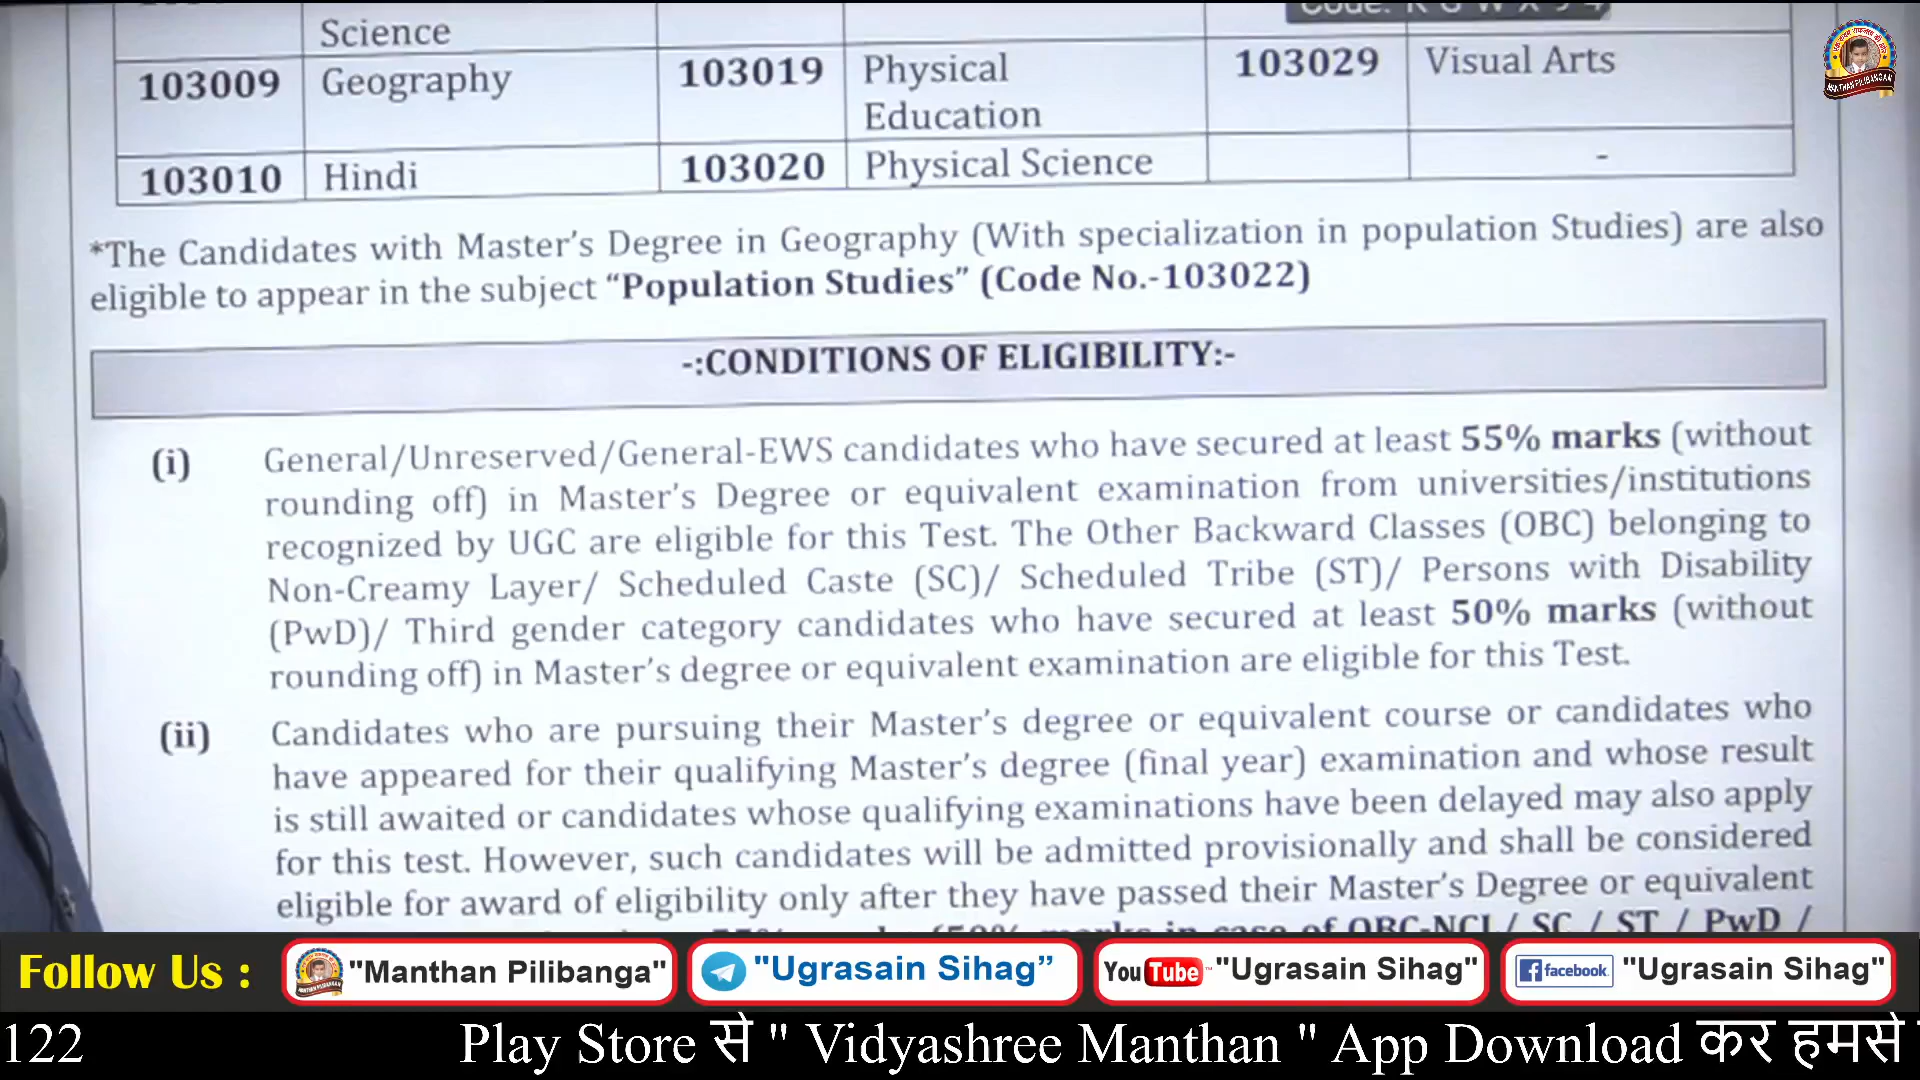 Science
103009 Geography 103019 Physical Education 103029 Visual Arts
103010 Hindi 103020 Physical Science -
*The Candidates with Master's Degree in Geography (With specialization in population Studies) are also
eligible to appear in the subject “Population Studies” (Code No.-103022)
-:CONDITIONS OF ELIGIBILITY:-
(i) General/Unreserved/General-EWS candidates who have secured at least 55% marks (without
rounding off) in Master's Degree or equivalent examination from universities/institutions
recognized by UGC are eligible for this Test. The Other Backward Classes (OBC) belonging to
Non-Creamy Layer/ Scheduled Caste (SC)/ Scheduled Tribe (ST)/ Persons with Disability
(PwD)/ Third gender category candidates who have secured at least 50% marks (without
rounding off) in Master's degree or equivalent examination are eligible for this Test.
(ii) Candidates who are pursuing their Master's degree or equivalent course or candidates who
have appeared for their qualifying Master's degree (final year) examination and whose result
is still awaited or candidates whose qualifying examinations have been delayed may also apply
for this test. However, such candidates will be admitted provisionally and shall be considered
eligible for award of eligibility only after they have passed their Master's Degree or equivalent
marks in case of OBC-NCL/ SC / ST / PwD /
Follow Us : "Manthan Pilibanga" "Ugrasain Sihag” YouTube "Ugrasain Sihag" facebook. "Ugrasain Sihag"
122 Play Store से " Vidyashree Manthan " App Download कर हमसे
MANTHAN PILIBANGAN